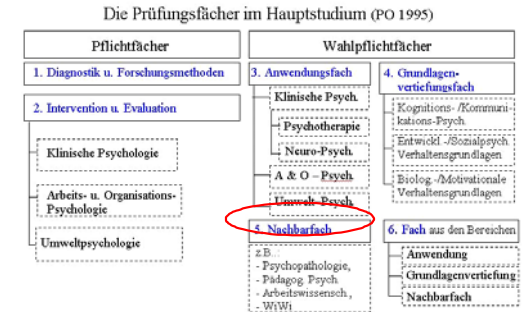 Die Prüfungsfächer im Hauptstudium (PO 1995)
Pflichtfächer
1. Diagnostik u. Forschungsmethoden
2. Intervention u. Evaluation
Klinische Psychologie
Arbeits- u. Organisations-
Psychologie
Umweltpsychologie
Wahlpflichtfächer
3. Anwendungsfach
Klinische Psych.
Psychotherapie
Neuro-Psych.
A & O – Psych.
Umwelt-Psych.
4. Grundlagen-
vertiefungsfach
Kognitions- /Kommuni-
kations-Psych.
Entwickl.-/Sozialpsych.
Verhaltensgrundlagen
Biolog.-/Motivationale
Verhaltensgrundlagen
5. Nachbarfach
z.B.:
- Psychopathologie,
- Pädagog. Psych.
- Arbeitswissensch.,
- WiWi
6. Fach aus den Bereichen
Anwendung
Grundlagenvertiefung
Nachbarfach